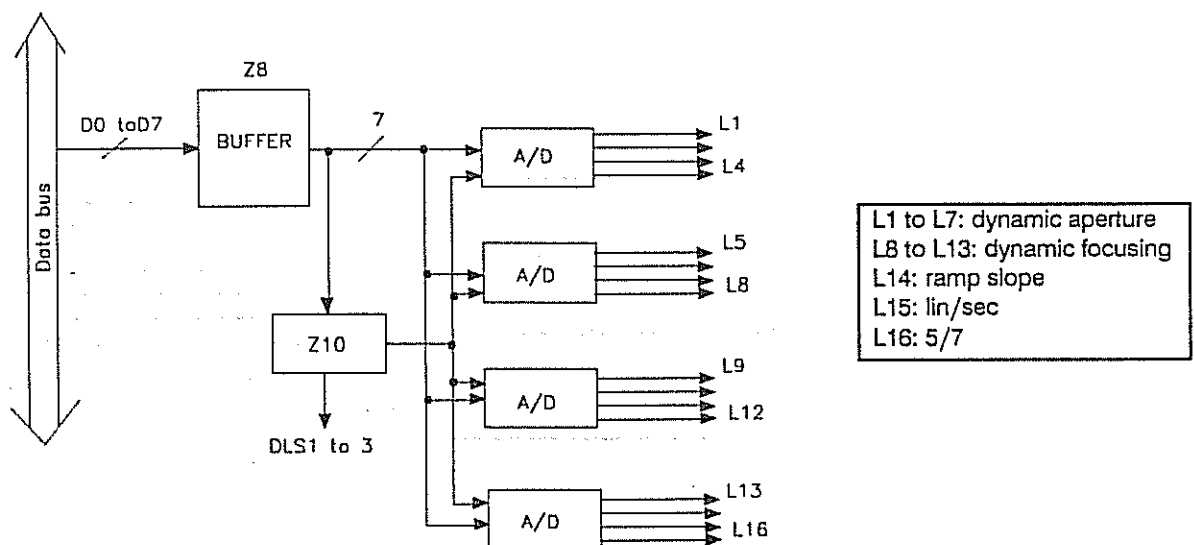 Z8
D0 toD7
BUFFER
7
Data bus
Z10
DLS1 to 3
A/D
L1
L4
A/D
L5
L8
A/D
L9
L12
A/D
L13
L16
L1 to L7: dynamic aperture
L8 to L13: dynamic focusing
L14: ramp slope
L15: lin/sec
L16: 5/7